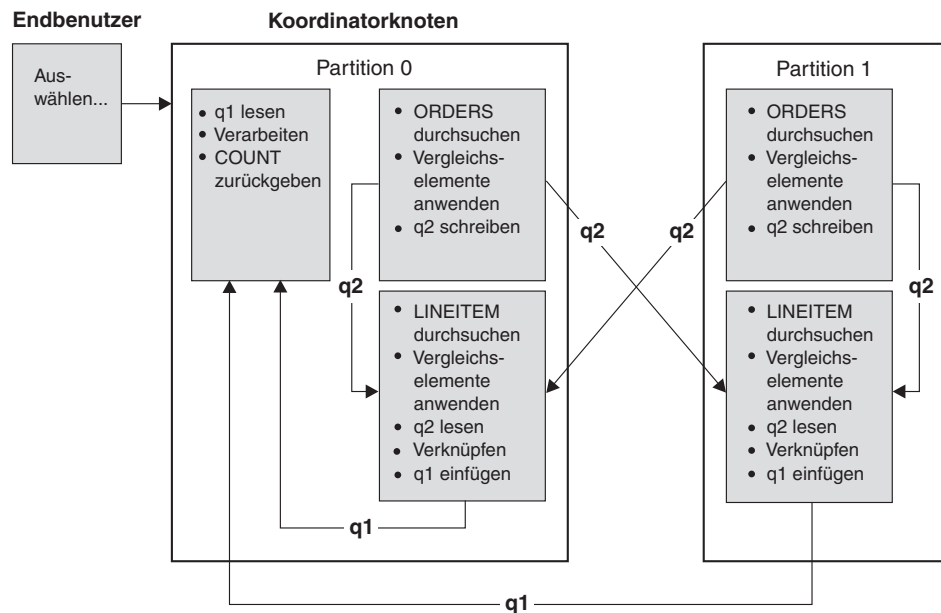 Endbenutzer
Koordinatorknoten
Aus-
wählen...
Partition 0
• q1 lesen
• Verarbeiten
• COUNT
zurückgeben
• ORDERS
durchsuchen
• Vergleichs-
elemente
anwenden
• q2 schreiben
q2
• LINEITEM
durchsuchen
• Vergleichs-
elemente
anwenden
• q2 lesen
• Verknüpfen
• q1 einfügen
q1
q2
q2
Partition 1
• ORDERS
durchsuchen
• Vergleichs-
elemente
anwenden
• q2 schreiben
q2
• LINEITEM
durchsuchen
• Vergleichs-
elemente
anwenden
• q2 lesen
• Verknüpfen
• q1 einfügen
q1